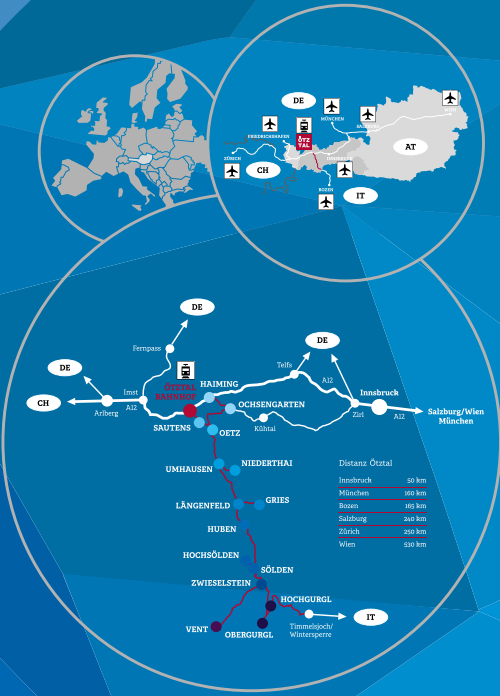 DE
MÜNCHEN
SALZBURG
WIEN
FRIEDRICHSHAFEN
ÖTZ
TAL
INNSBRUCK
AT
ZÜRICH
CH
BOZEN
IT
DE
Fernpass
DE
DE
Telfs
HAIMING
A12
ÖTZTAL
BAHNHOF
Imst
A12
Innsbruck
CH
Arlberg
OCHSENGARTEN
Zirl
A12
Salzburg/Wien
München
SAUTENS
OETZ
Kühtai
UMHAUSEN
NIEDERTHAI
Distanz Ötztal
Innsbruck 50 km
München 160 km
Bozen 185 km
Salzburg 240 km
Zürich 250 km
Wien 530 km
LÄNGENFELD
GRIES
HUBEN
HOCHSÖLDEN
SÖLDEN
ZWIESELSTEIN
HOCHGURGL
IT
VENT
OBERGURGL
Timmelsjoch/
Wintersperre